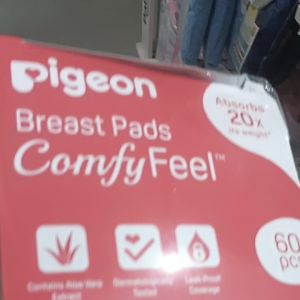 pigeon
Absorbs
20x
its weight*
Breast Pads
ComfyFeel™
60
pcs
Contains Aloe Vera
Extract
Dermatologically
Tested
Leak-Proof
Coverage